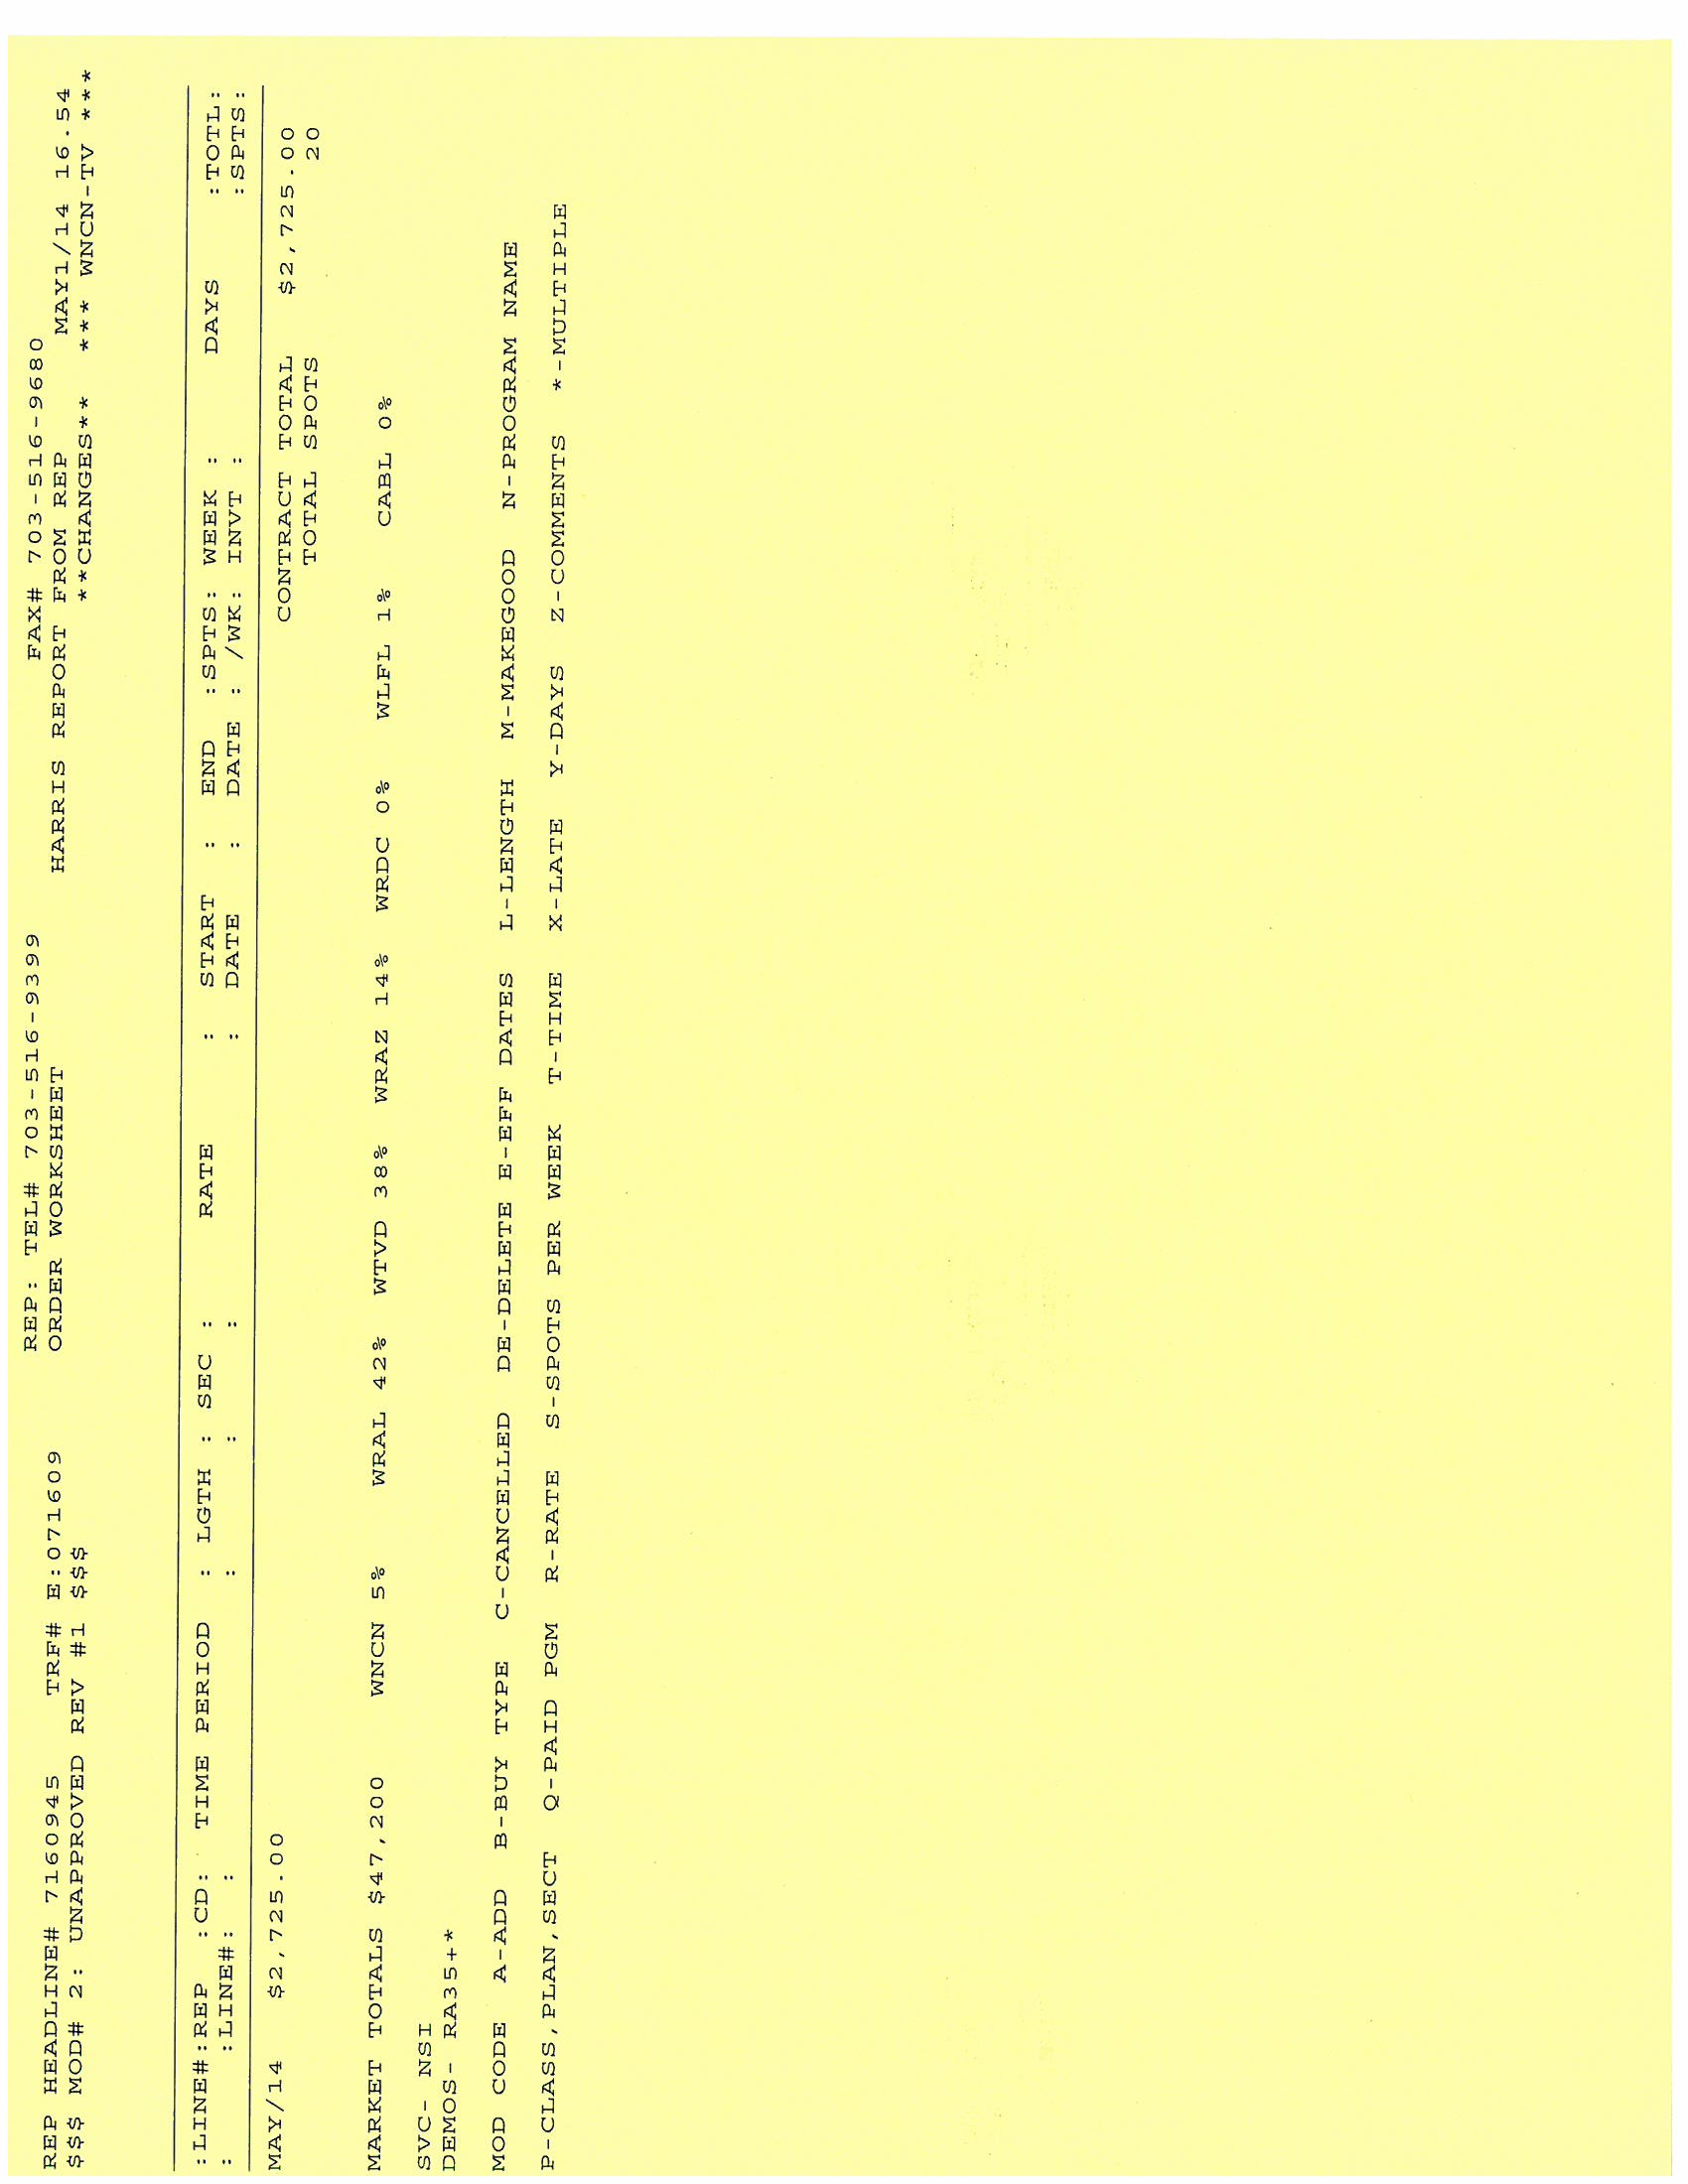 REP: TEL# 703-516-9399 FAX# 703-516-9680
REP HEADLINE# 7160945 TRF# E:071609 ORDER WORKSHEET HARRIS REPORT FROM REP MAY1/14 16.54
$$$ MOD# 2: UNAPPROVED REV #1 $$$ **CHANGES** *** WNCN-TV ***
:LINE#:REP :CD: TIME PERIOD : LGTH : SEC : RATE : START : END :SPTS: WEEK : DAYS :TOTL:
: :LINE#: : : : : : DATE : DATE : /WK: INVT : :SPTS:
MAY/14 $2,725.00 CONTRACT TOTAL $2,725.00
TOTAL SPOTS 20
MARKET TOTALS $47,200 WNCN 5% WRAL 42% WTVD 38% WRAZ 14% WRDC 0% WLFL 1% CABL 0%
SVC- NSI
DEMOS- RA35+*
MOD CODE A-ADD B-BUY TYPE C-CANCELLED DE-DELETE E-EFF DATES L-LENGTH M-MAKEGOOD N-PROGRAM NAME
P-CLASS,PLAN,SECT Q-PAID PGM R-RATE S-SPOTS PER WEEK T-TIME X-LATE Y-DAYS Z-COMMENTS *-MULTIPLE